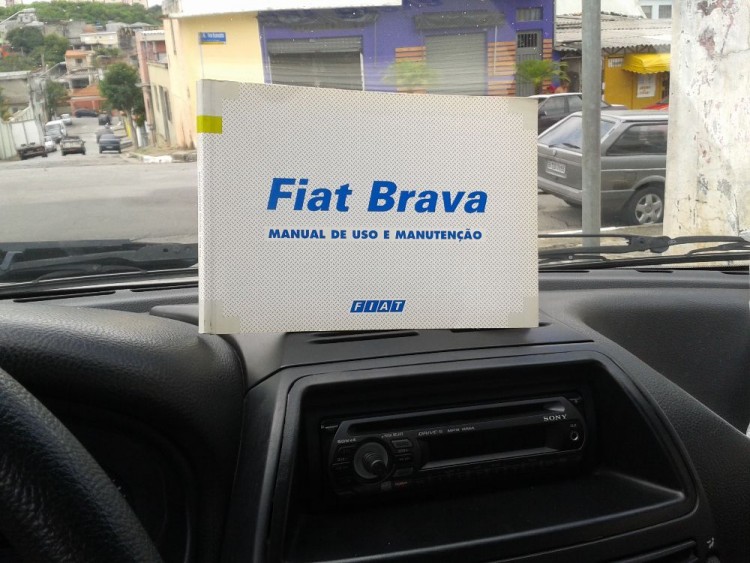 Fiat Brava
MANUAL DE USO E MANUTENÇÃO
FIAT
SONY